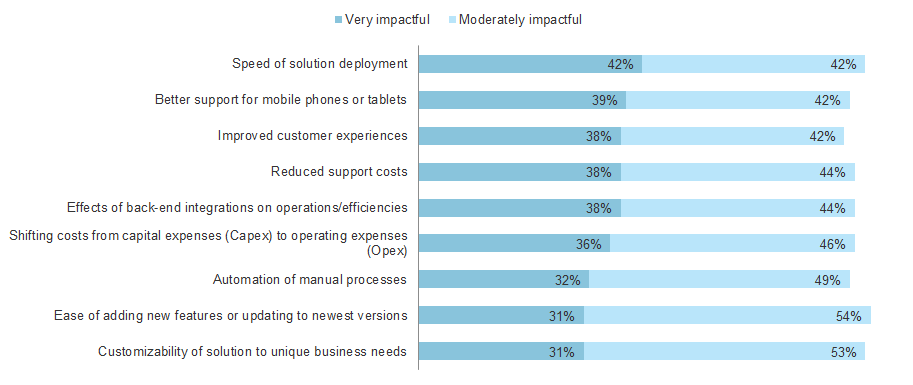 Very impactful Moderately impactful
Speed of solution deployment 42% 42%
Better support for mobile phones or tablets 39% 42%
Improved customer experiences 38% 42%
Reduced support costs 38% 44%
Effects of back-end integrations on operations/efficiencies 38% 44%
Shifting costs from capital expenses (Capex) to operating expenses
(Opex) 36% 46%
Automation of manual processes 32% 49%
Ease of adding new features or updating to newest versions 31% 54%
Customizability of solution to unique business needs 31% 53%